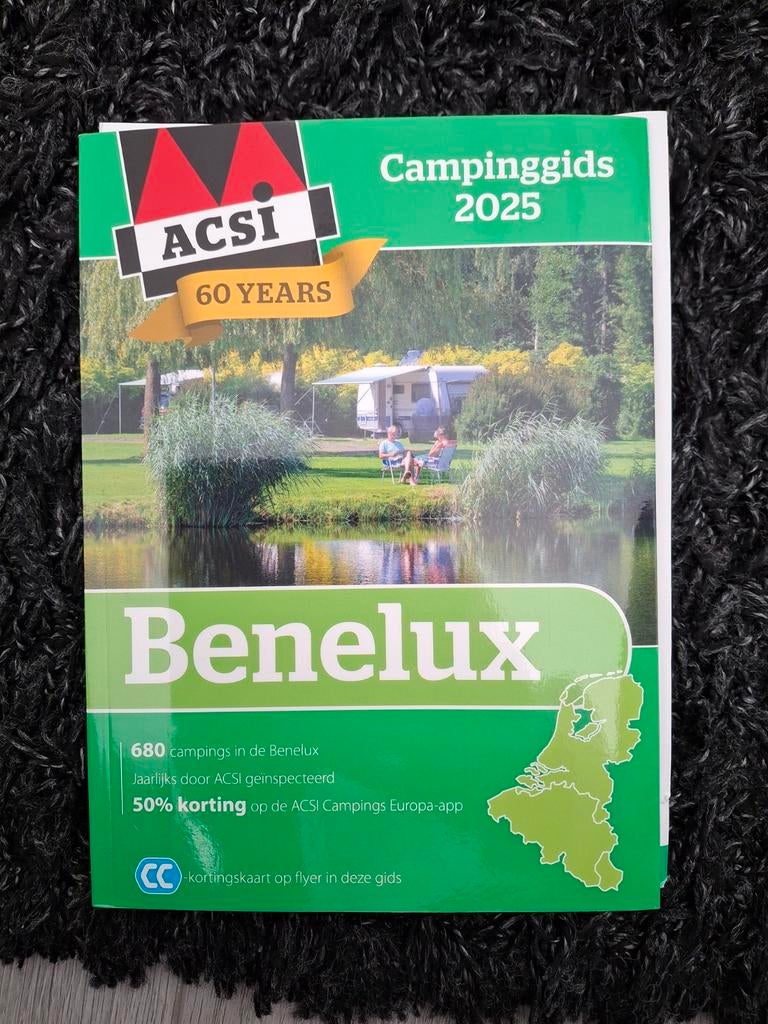 ACSI
60 YEARS
Campinggids
2025
Benelux
680 campings in de Benelux
Jaarlijks door ACSI geïnspecteerd
50% korting op de ACSI Campings Europa-app
CC-kortingskaart op flyer in deze gids